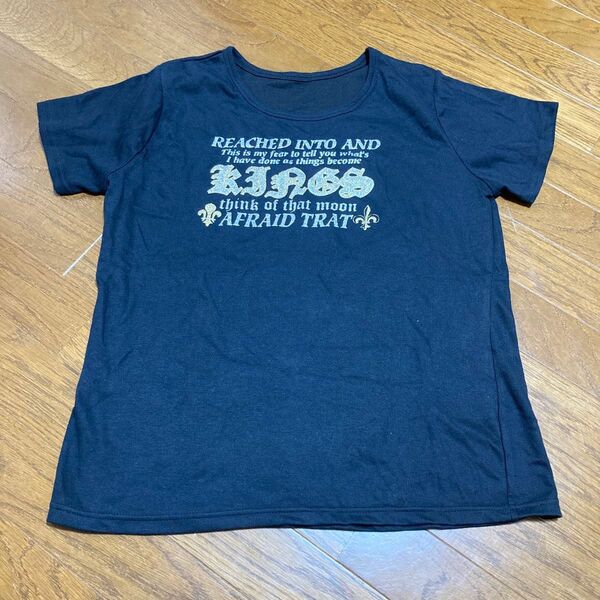 REACHED INTO AND
This is my fear to tell you what's
I have done as things become
KINGS
think of that moon
AFRAID TRAT